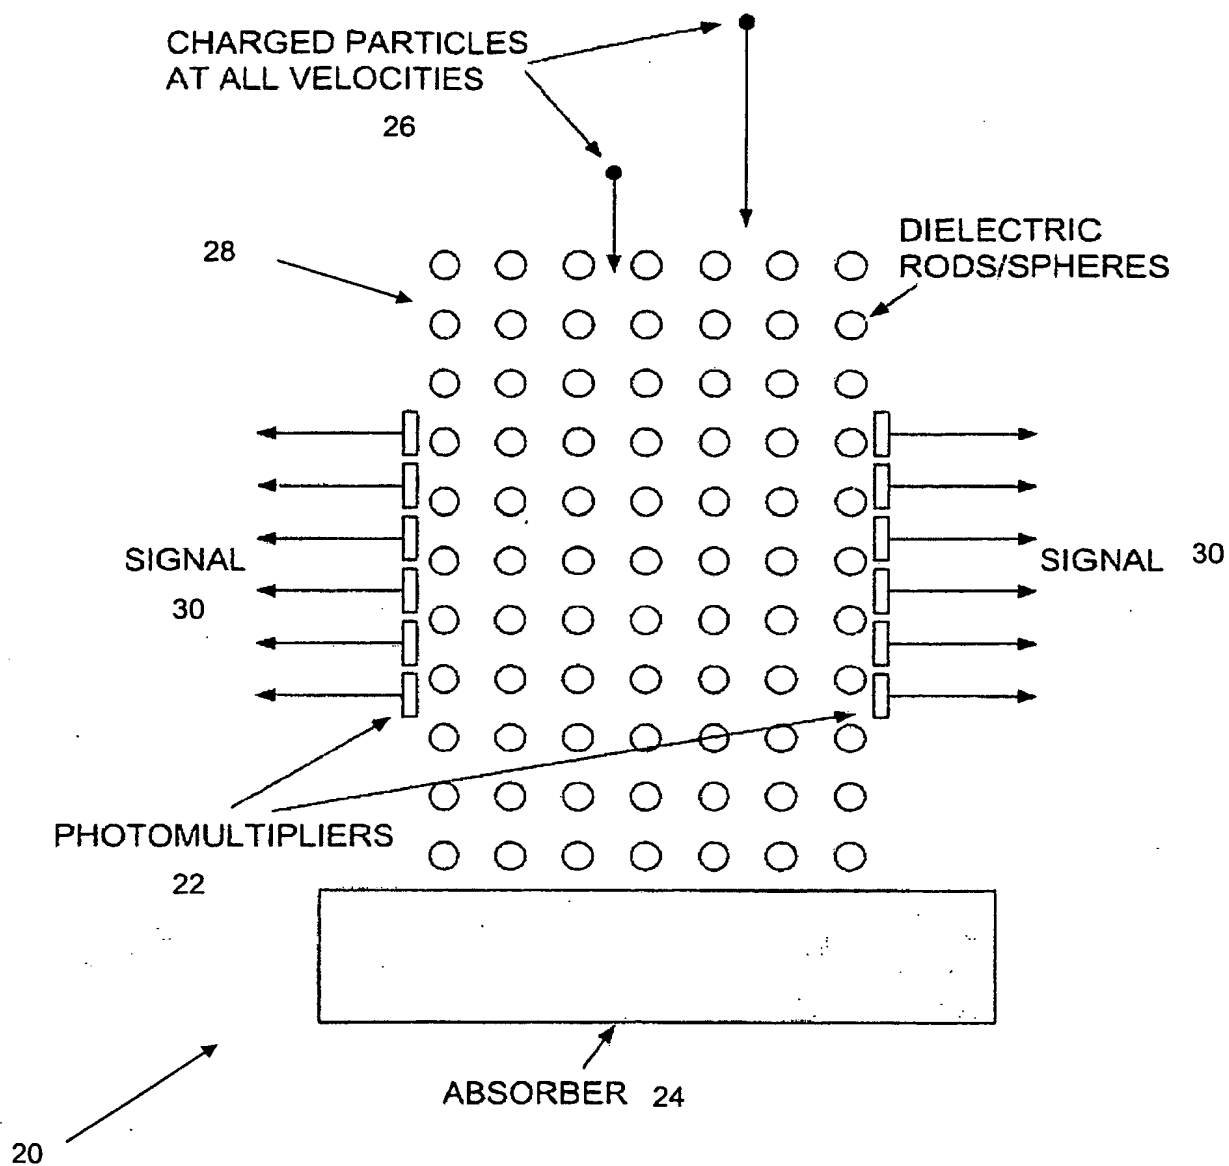 CHARGED PARTICLES
AT ALL VELOCITIES
26
28
DIELECTRIC
RODS/SPHERES
SIGNAL
30
SIGNAL 30
PHOTOMULTIPLIERS
22
ABSORBER 24
20